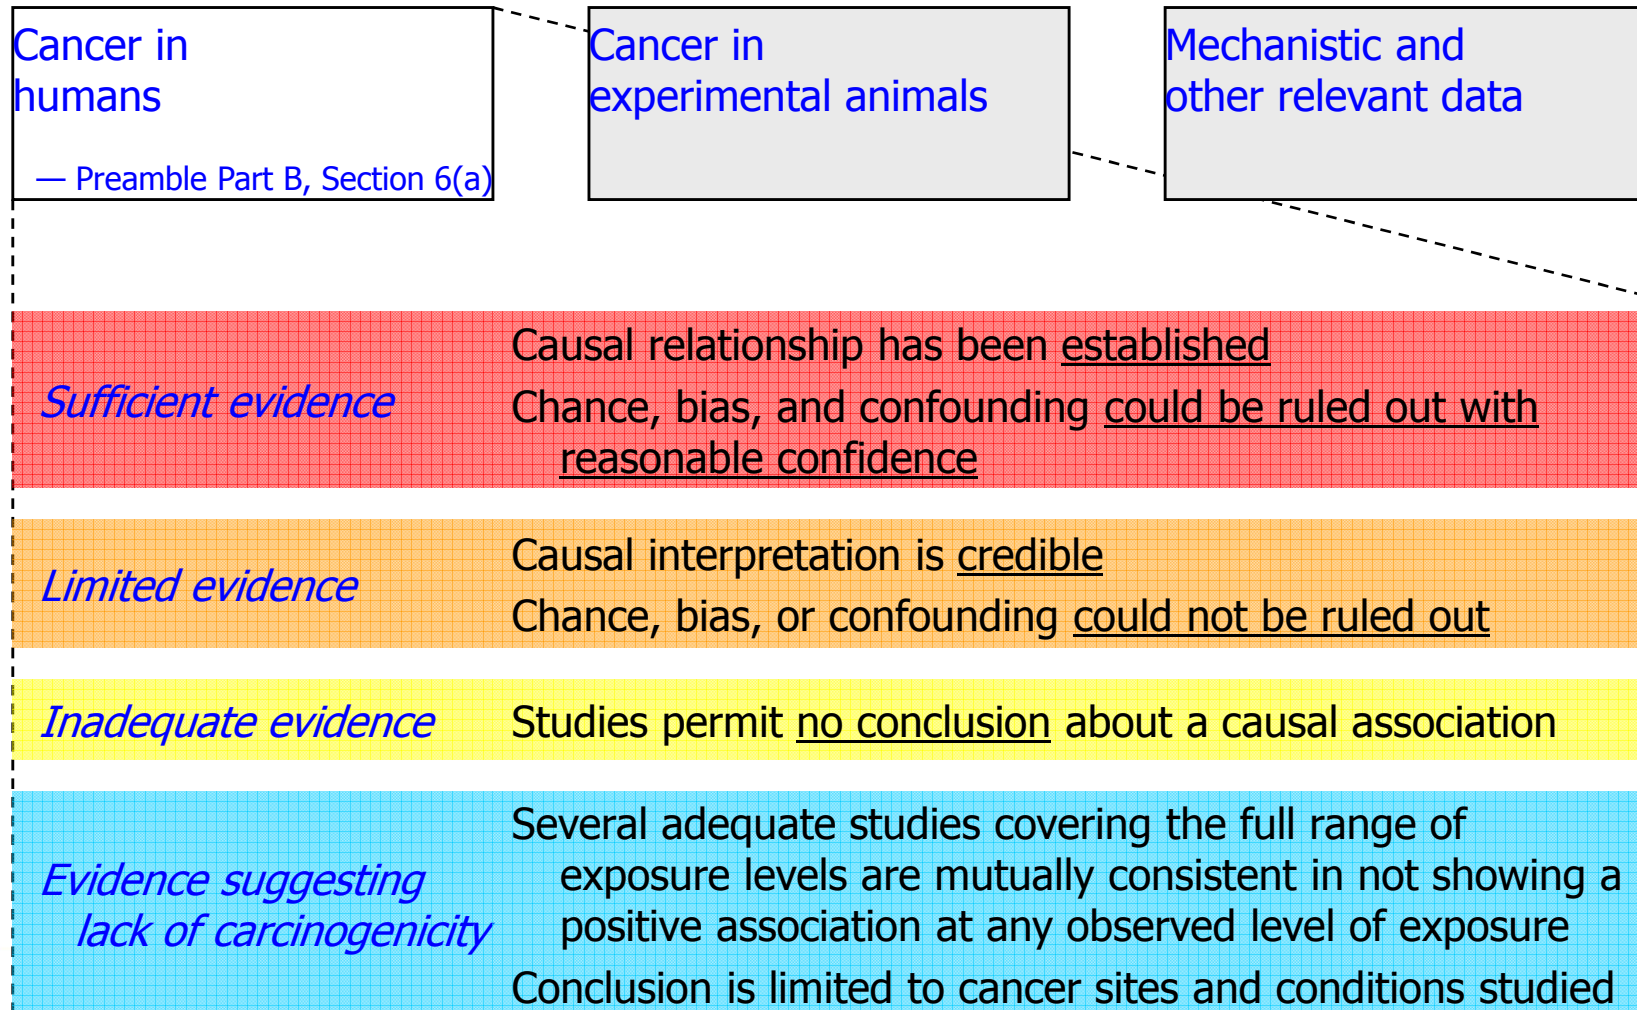 Cancer in
humans
— Preamble Part B, Section 6(a)
Cancer in
experimental animals
Mechanistic and
other relevant data
Sufficient evidence
Causal relationship has been established
Chance, bias, and confounding could be ruled out with
reasonable confidence
Limited evidence
Causal interpretation is credible
Chance, bias, or confounding could not be ruled out
Inadequate evidence
Studies permit no conclusion about a causal association
Evidence suggesting
lack of carcinogenicity
Several adequate studies covering the full range of
exposure levels are mutually consistent in not showing a
positive association at any observed level of exposure
Conclusion is limited to cancer sites and conditions studied